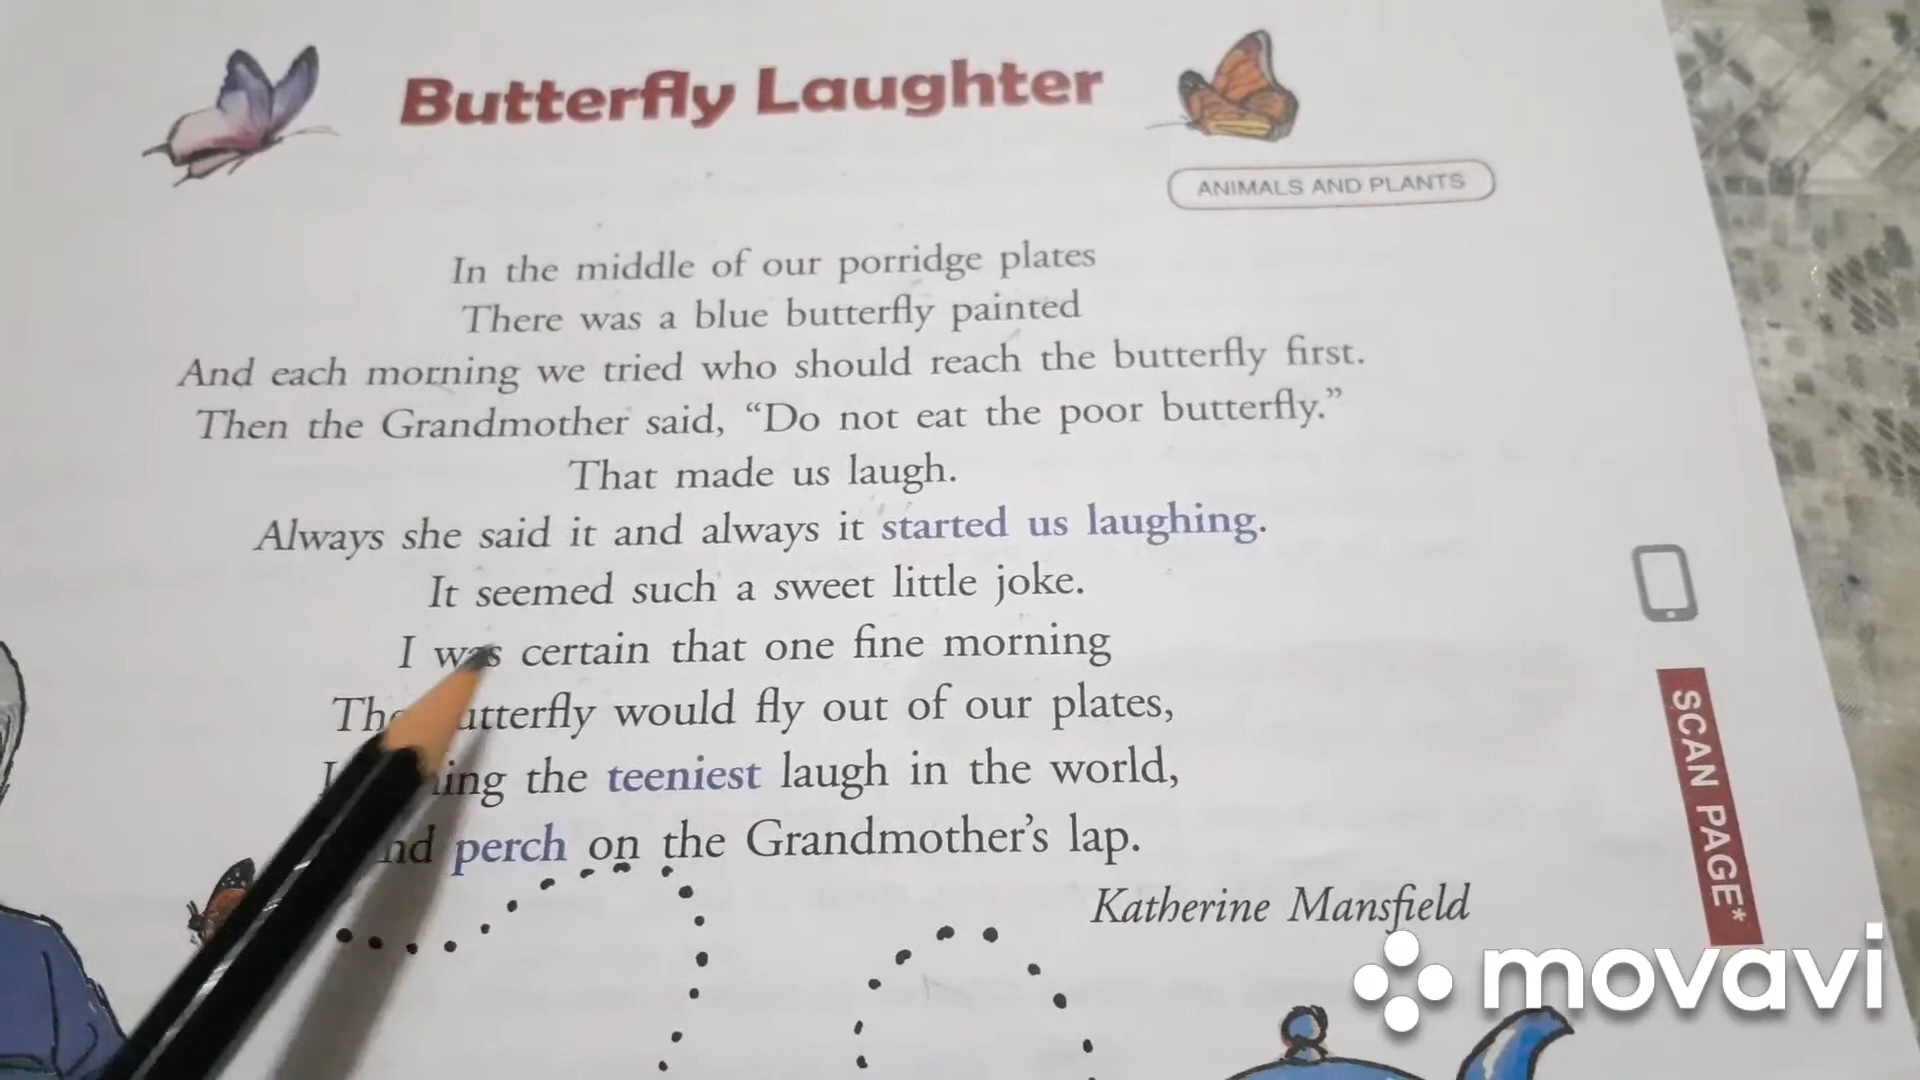 Butterfly Laughter
ANIMALS AND PLANTS
In the middle of our porridge plates
There was a blue butterfly painted
And each morning we tried who should reach the butterfly first.
Then the Grandmother said, “Do not eat the poor butterfly.”
That made us laugh.
Always she said it and always it started us laughing.
It seemed such a sweet little joke.
I was certain that one fine morning
The butterfly would fly out of our plates,
the teeniest laugh in the world,
perch on the Grandmother’s lap.
Katherine Mansfield
SCAN PAGE*
movavi